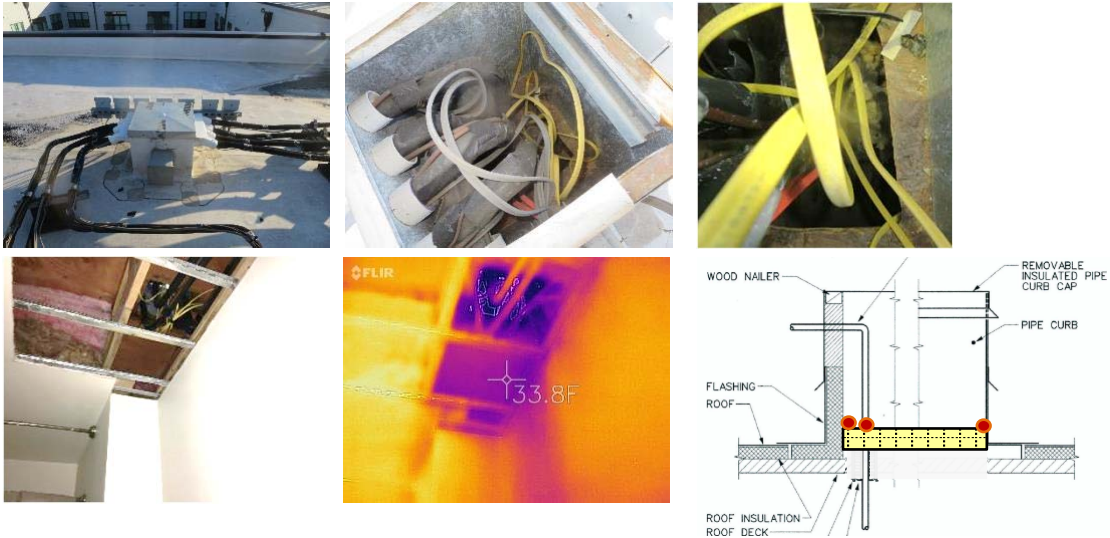 FLIR
33.8F
WOOD NAILER
REMOVABLE
INSULATED PIPE
CURB CAP
PIPE CURB
FLASHING
ROOF
ROOF INSULATION
ROOF DECK